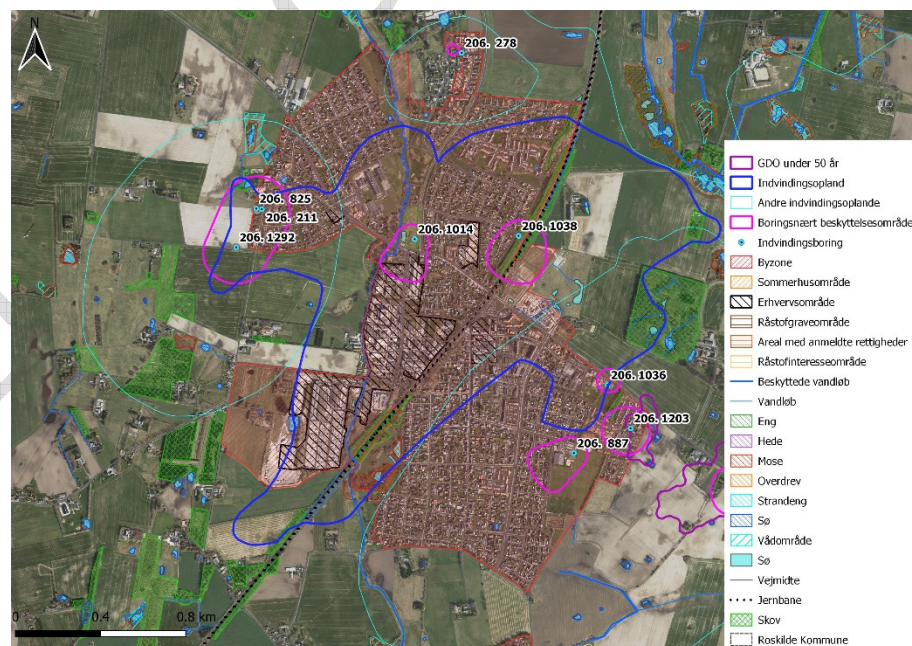 N
206. 278
206. 825
206. 211
206. 1292
206. 1014
206. 1038
206. 1036
206. 1203
206. 887
0 0.4 0.8 km
GDO under 50 år
Indvindingsopland
Andre indvindingsoplande
Boringsnært beskyttelsesområde
Indvindingsboring
Byzone
Sommerhusområde
Erhvervsområde
Råstofgraveområde
Areal med anmeldte rettigheder
Råstofinteresseområde
Beskyttede vandløb
Vandløb
Eng
Hede
Mose
Overdrev
Strandeng
Sø
Vådområde
Sø
Vejmidte
Jernbane
Skov
Roskilde Kommune